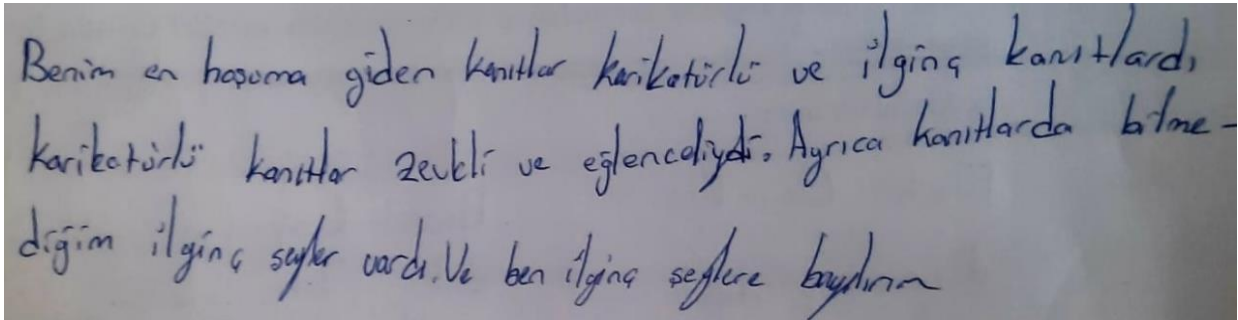 Benim en hoşuma giden kanıtlar karikatürlü ve ilginç kanıtlardı
karikatürlü kanıtlar zevkli ve eğlenceliydi. Ayrıca kanıtlarda bilme-
diğim ilginç şeyler vardı. Ve ben ilginç şeylere bayılırım